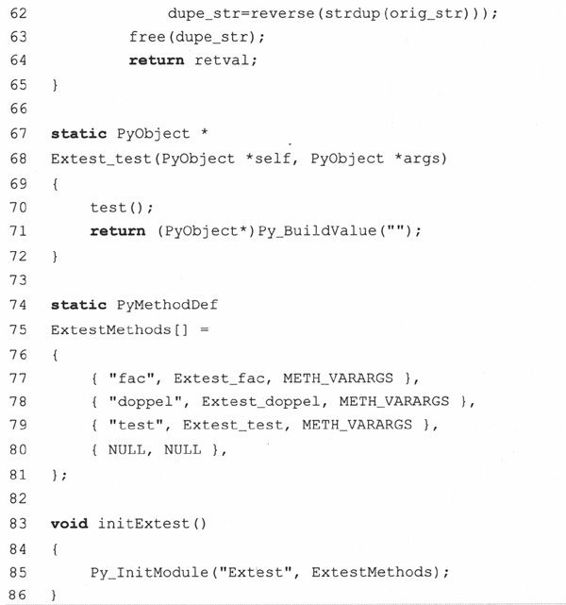 62 dupe_str=reverse(strdup(orig_str)));
63 free(dupe_str);
64 return retval;
65 }
66
67 static PyObject *
68 Extest_test(PyObject *self, PyObject *args)
69 {
70 test();
71 return (PyObject*)Py_BuildValue("");
72 }
73
74 static PyMethodDef
75 ExtestMethods[] =
76 {
77 { "fac", Extest_fac, METH_VARARGS },
78 { "doppel", Extest_doppel, METH_VARARGS },
79 { "test", Extest_test, METH_VARARGS },
80 { NULL, NULL },
81 };
82
83 void initExtest()
84 {
85 Py_InitModule("Extest", ExtestMethods);
86 }